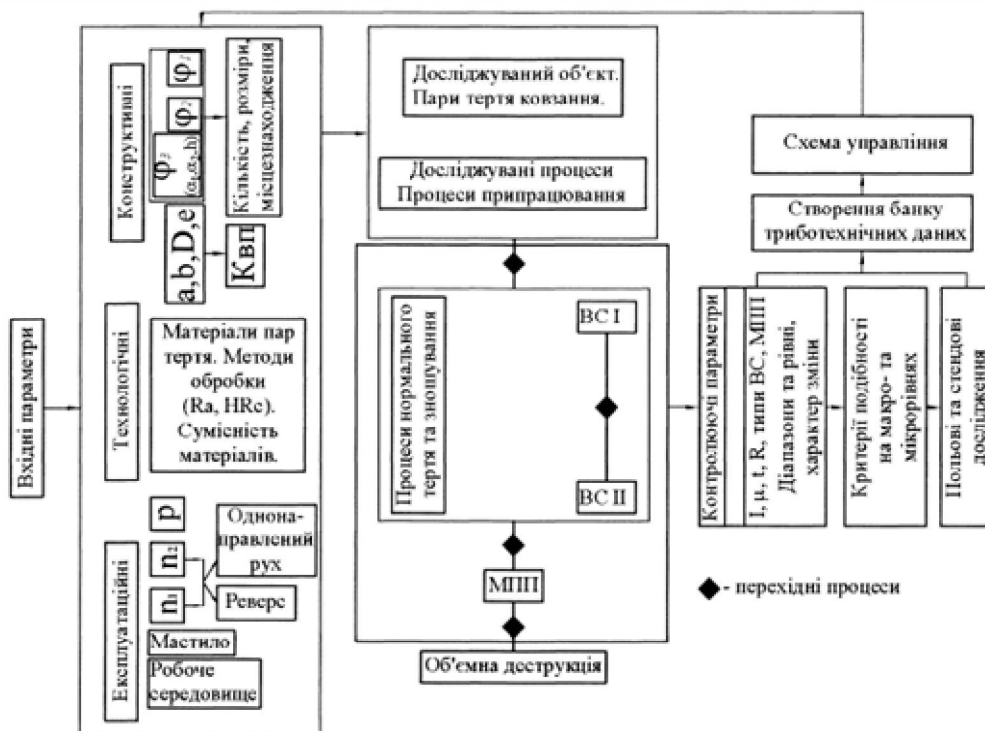 Вхідні параметри
Конструктивні
φ₃
(α₁,α₂,h)
φ₂
φ₁
Кількість, розміри,
місцезнаходження
a,b,D,e
Квп
Технологічні
Матеріали пар
тертя. Методи
обробки
(Ra, HRc).
Сумісність
матеріалів.
Експлуатаційні
p
n₂
n₁
Однона-
правлений
рух
Реверс
Мастило
Робоче
середовище
Досліджуваний об'єкт.
Пари тертя ковзання.
Досліджувані процеси
Процеси припрацювання
Процеси нормального
тертя та зношування
ВС І
ВС ІІ
МПП
Об'ємна деструкція
Схема управління
Створення банку
триботехнічних даних
Контролюючі параметри
I, μ, t, R, типи ВС, МПП
Діапазони та рівні,
характер зміни
Критерії подібності
на макро- та
мікрорівнях
Польові та стендові
дослідження
- перехідні процеси